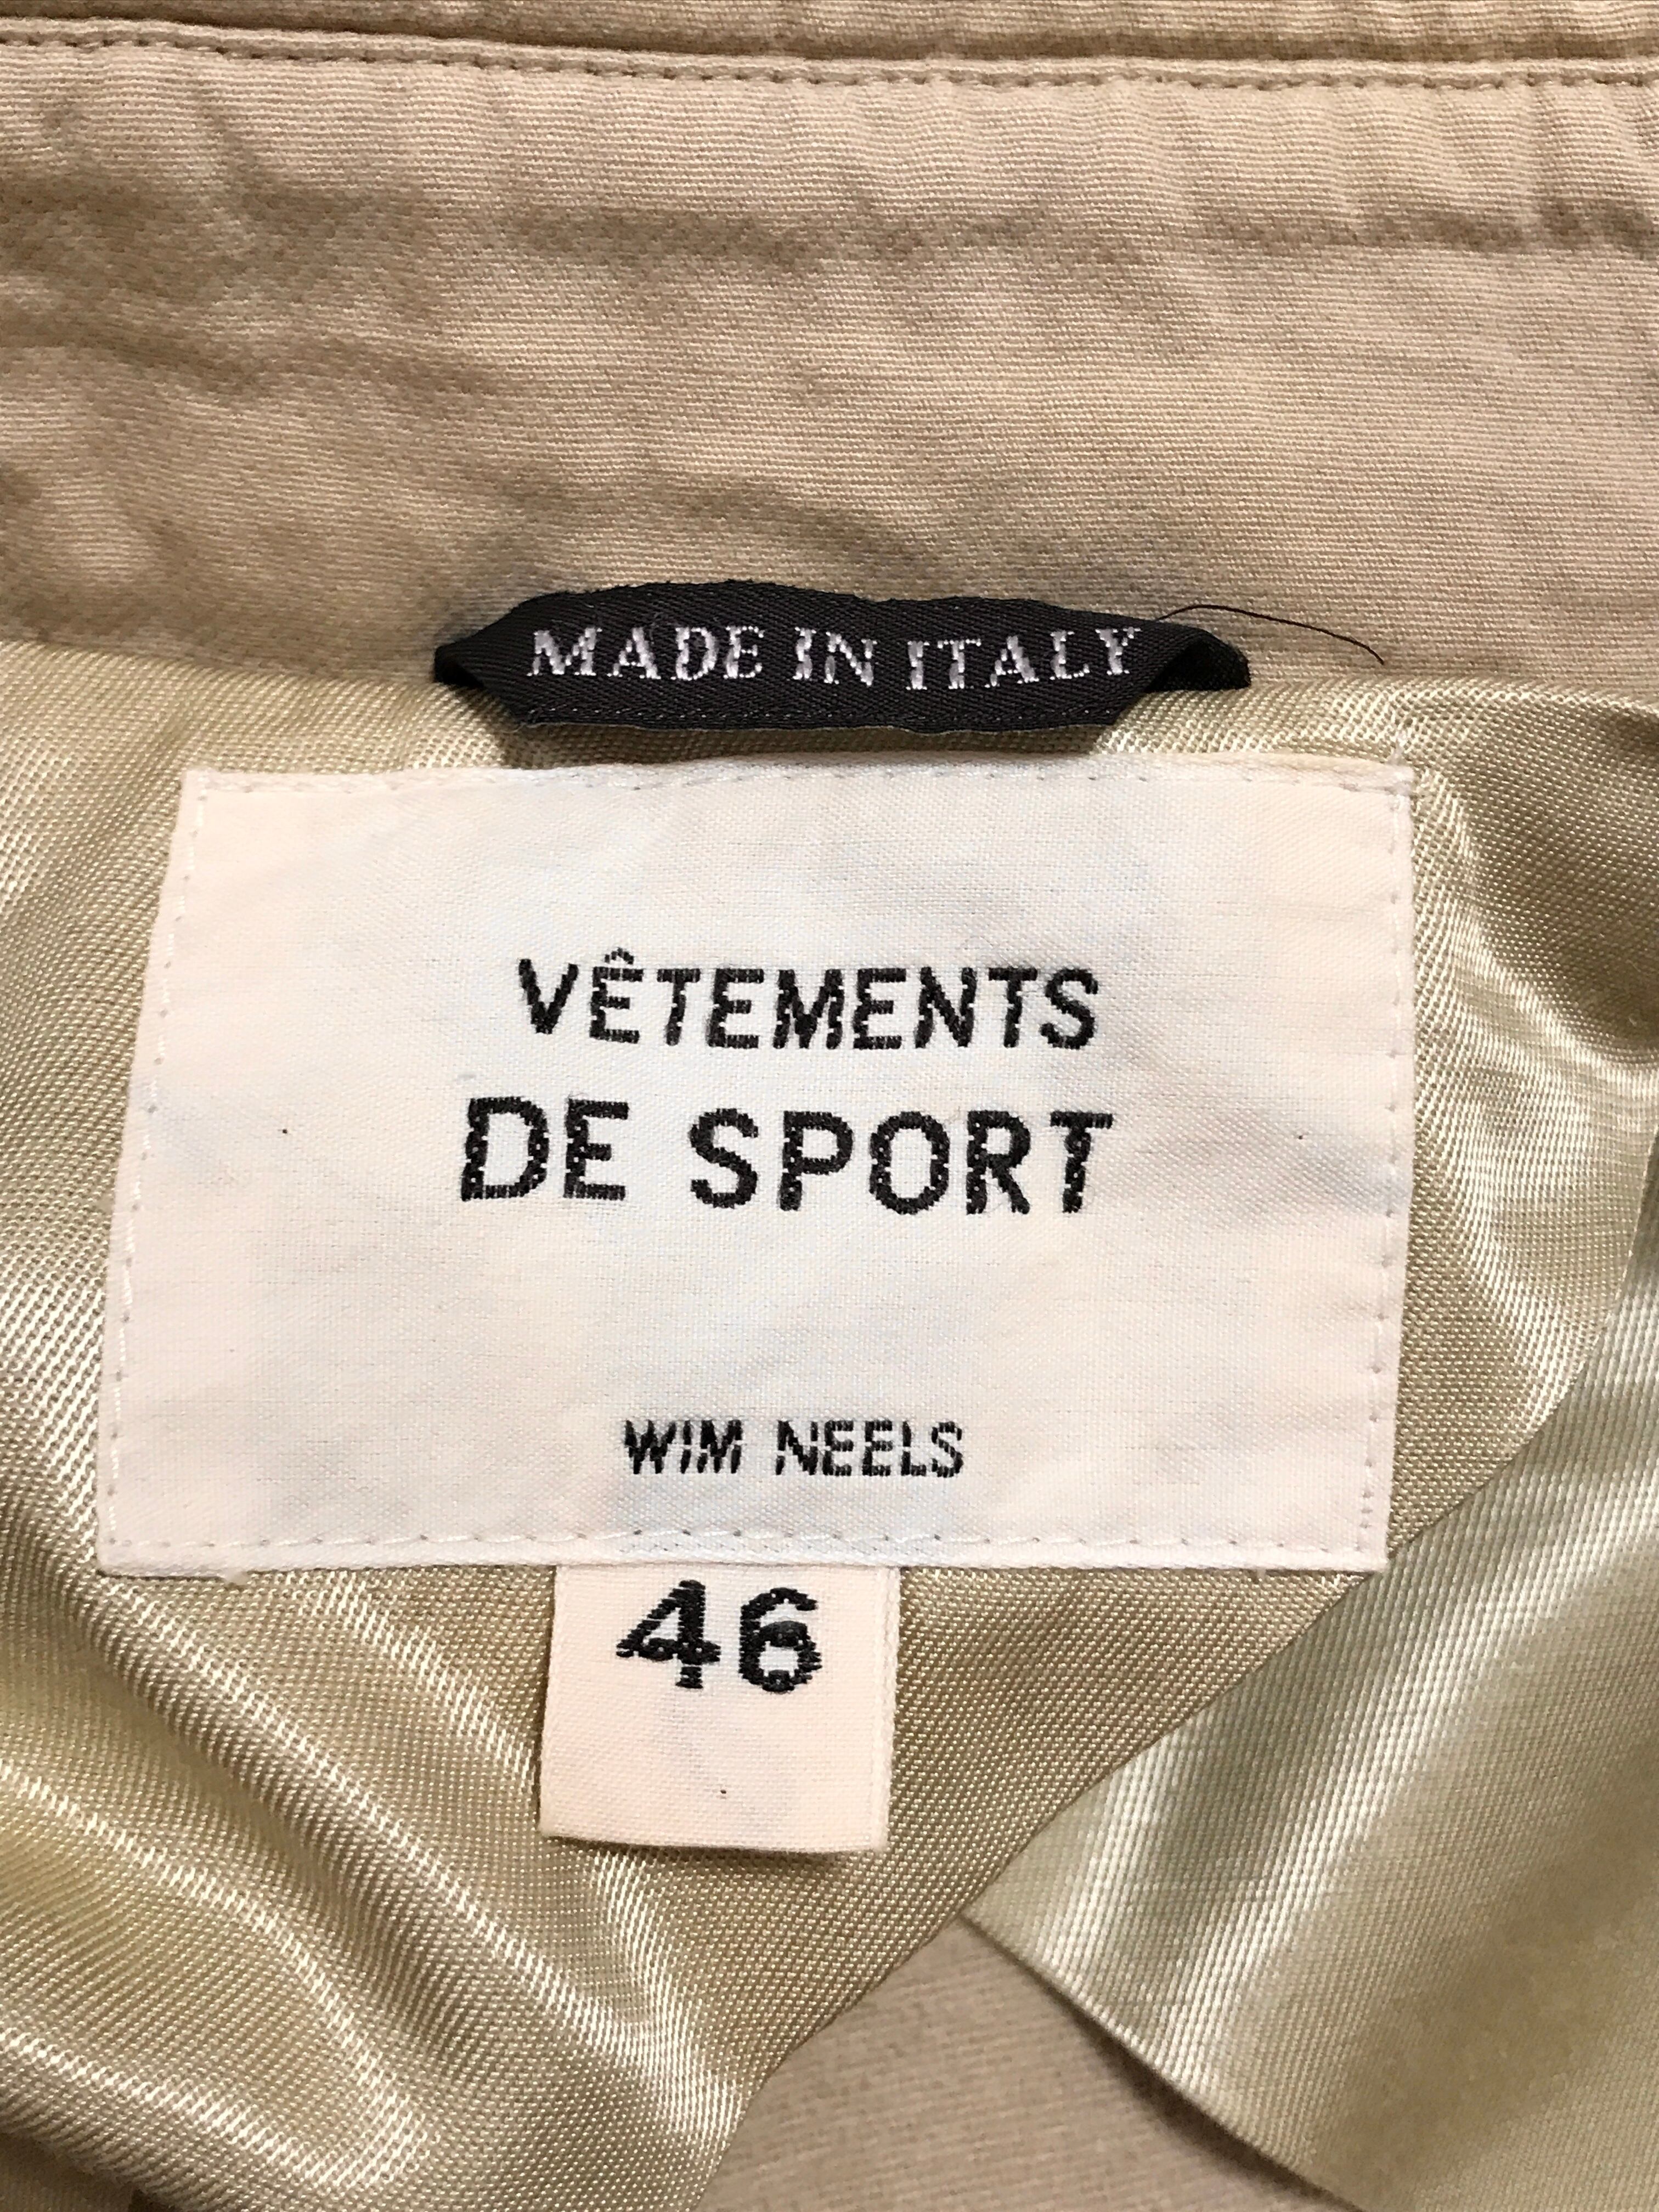 MADE IN ITALY
VÊTEMENTS
DE SPORT
WIM NEELS
46